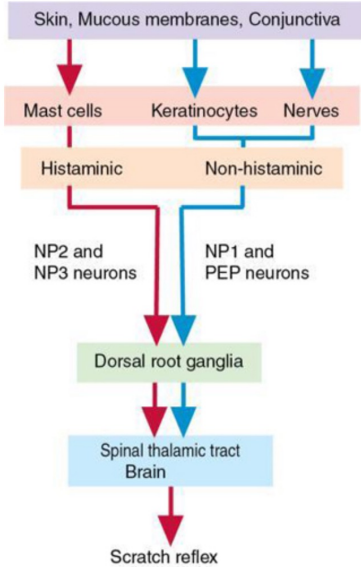 Skin, Mucous membranes, Conjunctiva
Mast cells Keratinocytes Nerves
Histaminic Non-histaminic
NP2 and
NP3 neurons
NP1 and
PEP neurons
Dorsal root ganglia
Spinal thalamic tract
Brain
Scratch reflex